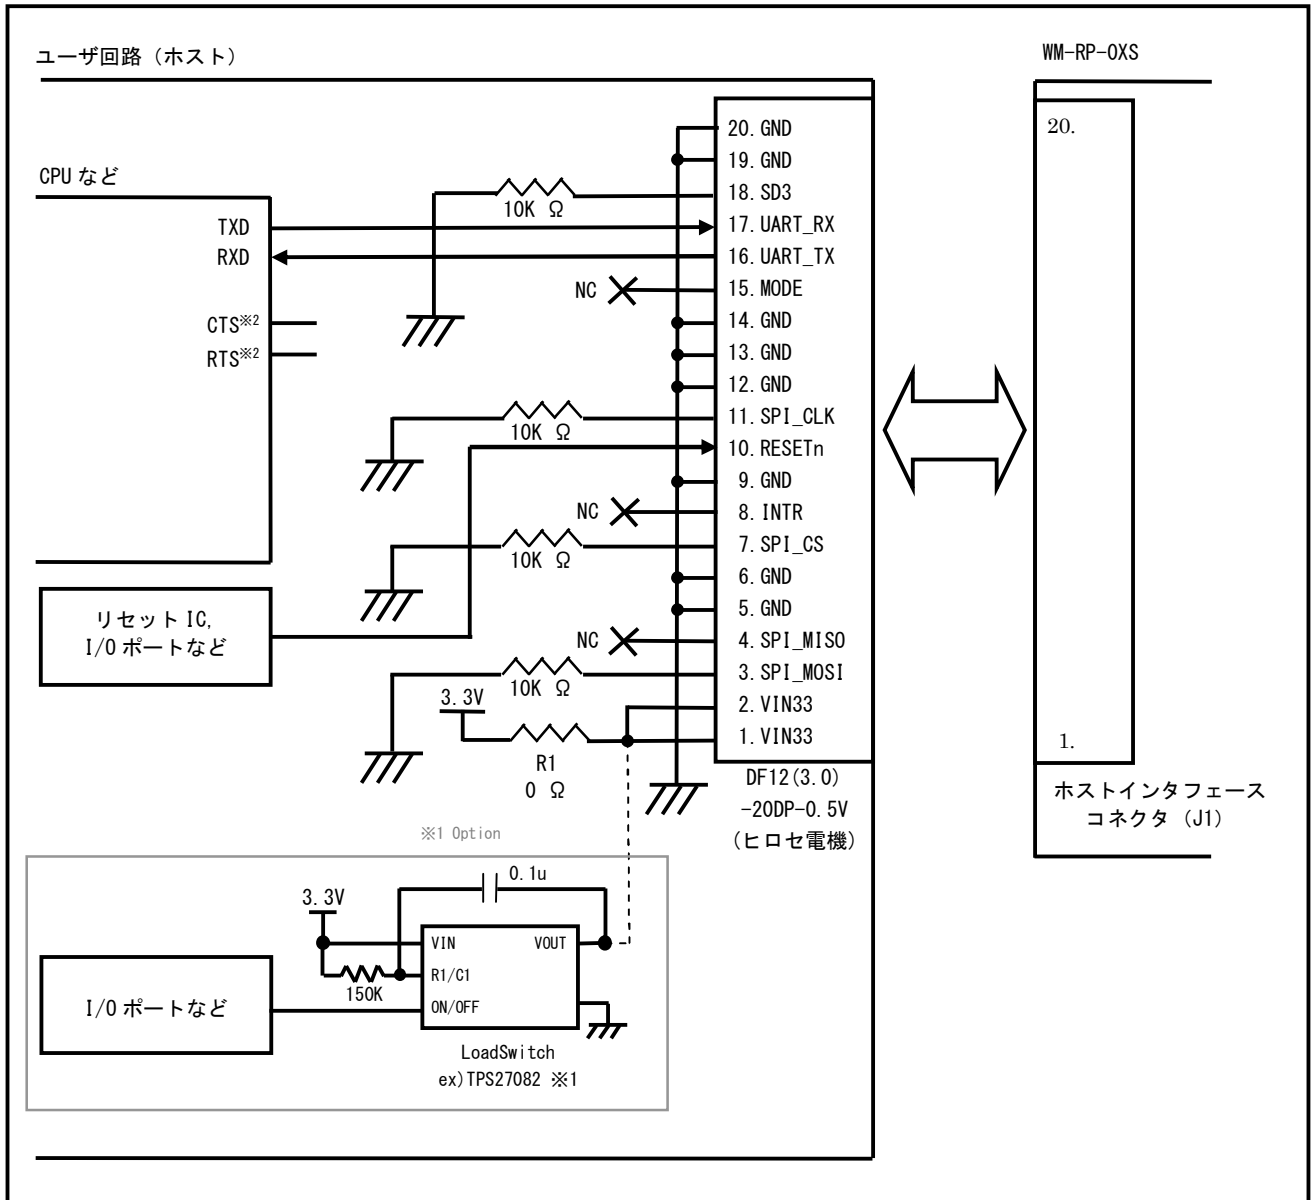 ユーザ回路（ホスト）
WM-RP-0XS
CPU など
TXD
RXD
CTS※2
RTS※2
リセット IC,
I/O ポートなど
10K Ω
NC
10K Ω
NC
10K Ω
NC
10K Ω
3.3V
R1
0 Ω
20. GND
19. GND
18. SD3
17. UART_RX
16. UART_TX
15. MODE
14. GND
13. GND
12. GND
11. SPI_CLK
10. RESETn
9. GND
8. INTR
7. SPI_CS
6. GND
5. GND
4. SPI_MISO
3. SPI_MOSI
2. VIN33
1. VIN33
DF12(3.0)
-20DP-0.5V
(ヒロセ電機)
20.
1.
ホストインタフェース
コネクタ（J1）
※1 Option
0.1u
3.3V
150K
VIN
VOUT
R1/C1
ON/OFF
I/O ポートなど
LoadSwitch
ex)TPS27082 ※1